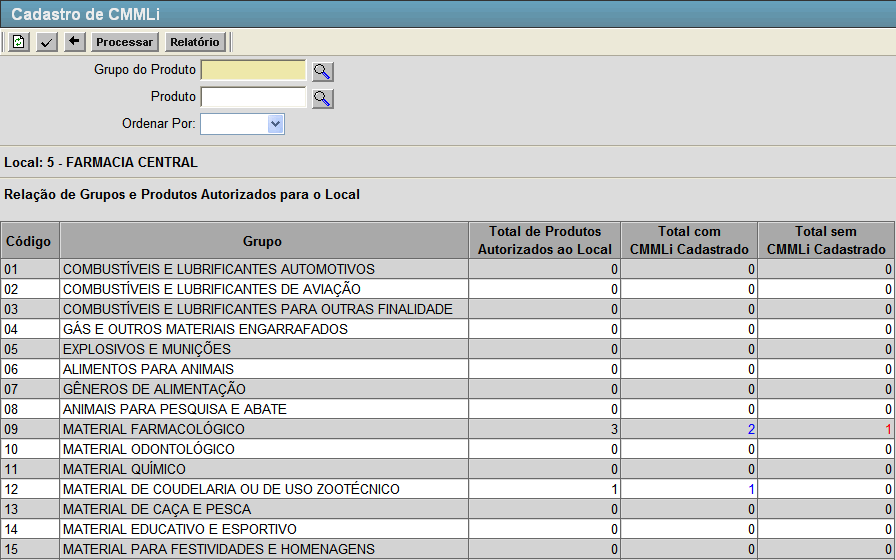 Cadastro de CMMLi
Processar Relatório
Grupo do Produto
Produto
Ordenar Por:
Local: 5 - FARMACIA CENTRAL
Relação de Grupos e Produtos Autorizados para o Local
Código Grupo Total de Produtos Autorizados ao Local Total com CMMLi Cadastrado Total sem CMMLi Cadastrado
01 COMBUSTÍVEIS E LUBRIFICANTES AUTOMOTIVOS 0 0 0
02 COMBUSTÍVEIS E LUBRIFICANTES DE AVIAÇÃO 0 0 0
03 COMBUSTÍVEIS E LUBRIFICANTES PARA OUTRAS FINALIDADE 0 0 0
04 GÁS E OUTROS MATERIAIS ENGARRAFADOS 0 0 0
05 EXPLOSIVOS E MUNIÇÕES 0 0 0
06 ALIMENTOS PARA ANIMAIS 0 0 0
07 GÊNEROS DE ALIMENTAÇÃO 0 0 0
08 ANIMAIS PARA PESQUISA E ABATE 0 0 0
09 MATERIAL FARMACOLÓGICO 3 2 1
10 MATERIAL ODONTOLÓGICO 0 0 0
11 MATERIAL QUÍMICO 0 0 0
12 MATERIAL DE COUDELARIA OU DE USO ZOOTÉCNICO 1 1 0
13 MATERIAL DE CAÇA E PESCA 0 0 0
14 MATERIAL EDUCATIVO E ESPORTIVO 0 0 0
15 MATERIAL PARA FESTIVIDADES E HOMENAGENS 0 0 0